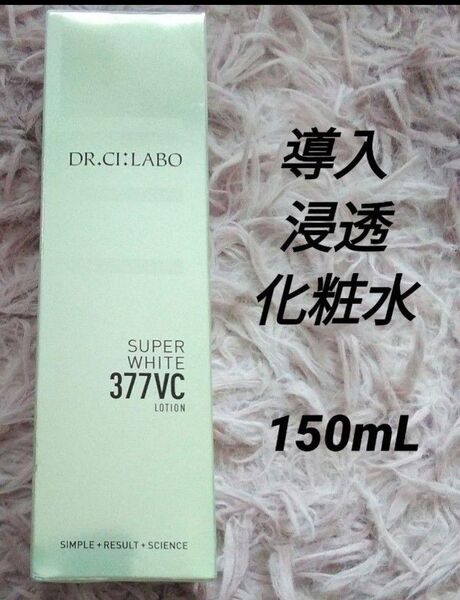 DR.CI:LABO
SUPER
WHITE
377VC
LOTION
SIMPLE + RESULT + SCIENCE
導入
浸透
化粧水
150mL